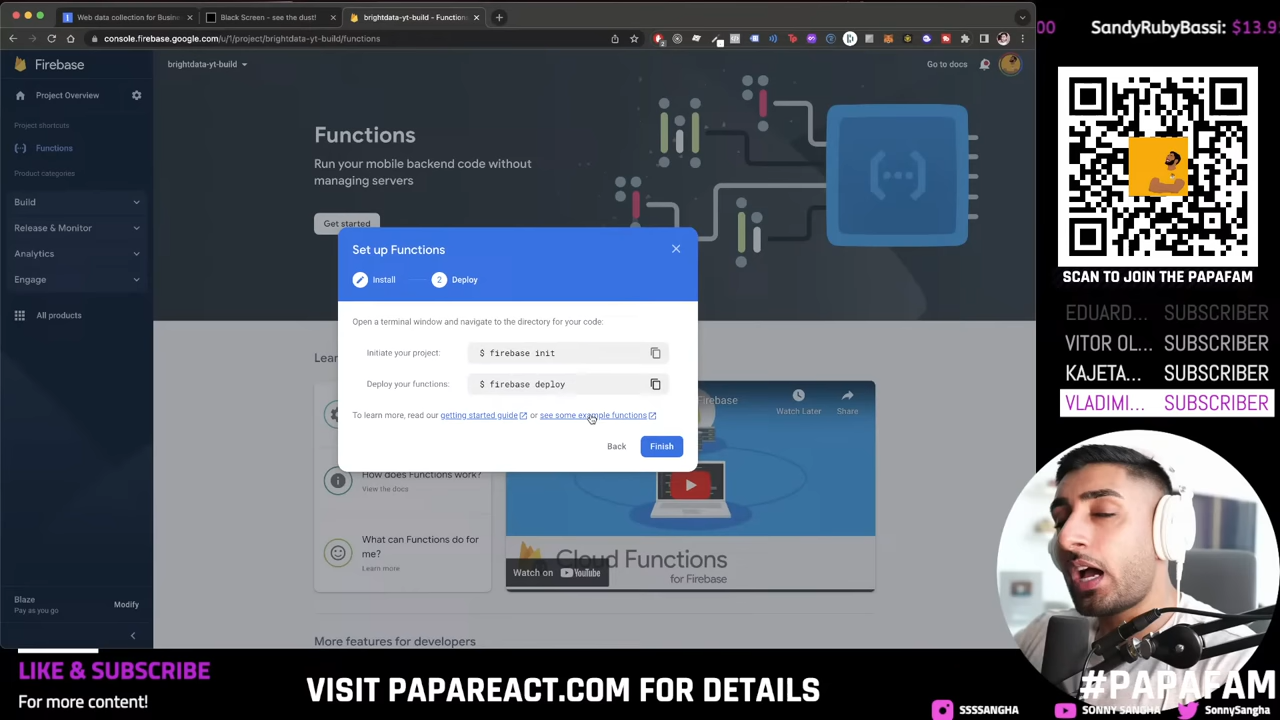 Web data collection for Busine
Black Screen - see the dust!
brightdata-yt-build - Function
console.firebase.google.com/u/1/project/brightdata-yt-build/functions
Firebase
brightdata-yt-build
Go to docs
Project Overview
Project shortcuts
Functions
Product categories
Build
Release & Monitor
Analytics
Engage
All products
Blaze
Pay as you go
Modify
Functions
Run your mobile backend code without
managing servers
Get started
Set up Functions
Install
2
Deploy
Open a terminal window and navigate to the directory for your code:
Initiate your project:
$ firebase init
Deploy your functions:
$ firebase deploy
To learn more, read our getting started guide or see some example functions
Back
Finish
Lear
Firebase
Watch Later
Share
How does Functions work?
View the docs
What can Functions do for
me?
Learn more
Cloud Functions
for Firebase
Watch on YouTube
More features for developers
00 SandyRubyBassi: $13.9
SCAN TO JOIN THE PAPAFAM
EDUARD... SUBSCRIBER
VITOR OL... SUBSCRIBER
KAJETA... SUBSCRIBER
VLADIMI... SUBSCRIBER
LIKE & SUBSCRIBE
For more content!
VISIT PAPAREACT.COM FOR DETAILS
#PAPAFAM
SSSSANGHA
SONNY SANGHA
SonnySangha